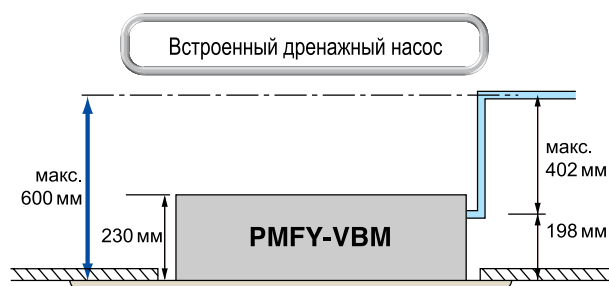 Встроенный дренажный насос
макс.
600 мм
230 мм
PMFY-VBM
макс.
402 мм
198 мм